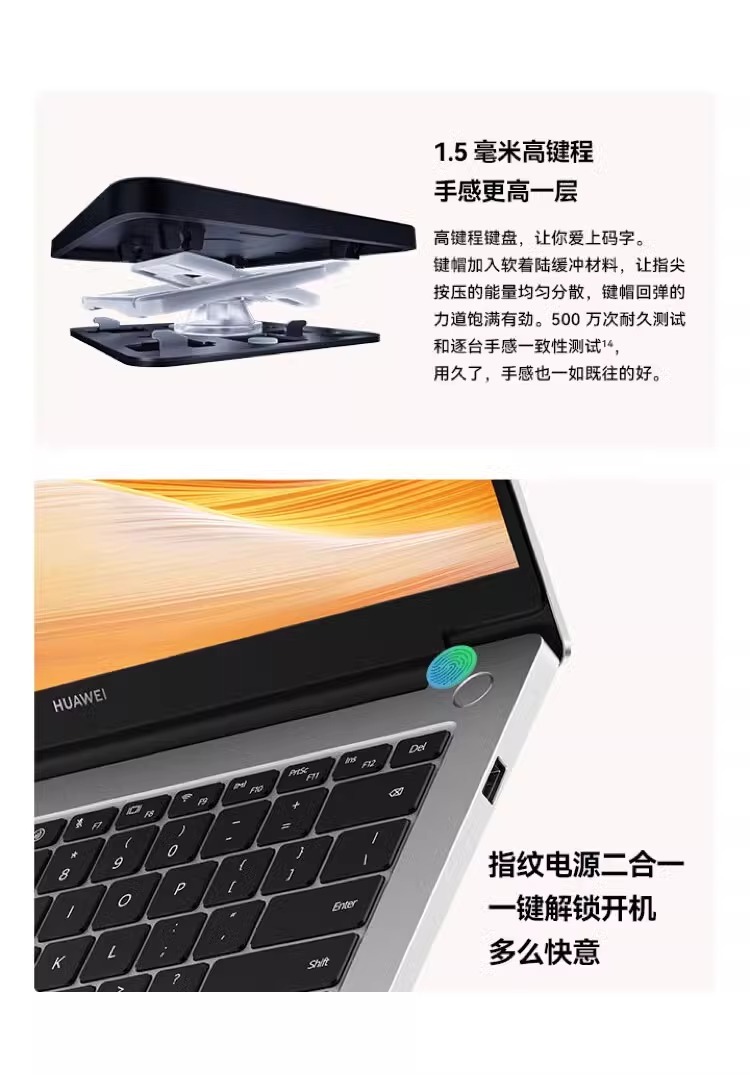 1.5 毫米高键程
手感更高一层
高键程键盘，让你爱上码字。
键帽加入软着陆缓冲材料，让指尖
按压的能量均匀分散，键帽回弹的
力道饱满有劲。500 万次耐久测试
和逐台手感一致性测试¹⁴，
用久了，手感也一如既往的好。
HUAWEI
Del
Ins F12
PrtSc F11
F10
F9
F8
F7
+ =
_ -
) 0
( 9
* 8
| \
} ]
{ [
P
O
I
Enter
" '
: ;
L
K
Shift
?
>
指纹电源二合一
一键解锁开机
多么快意